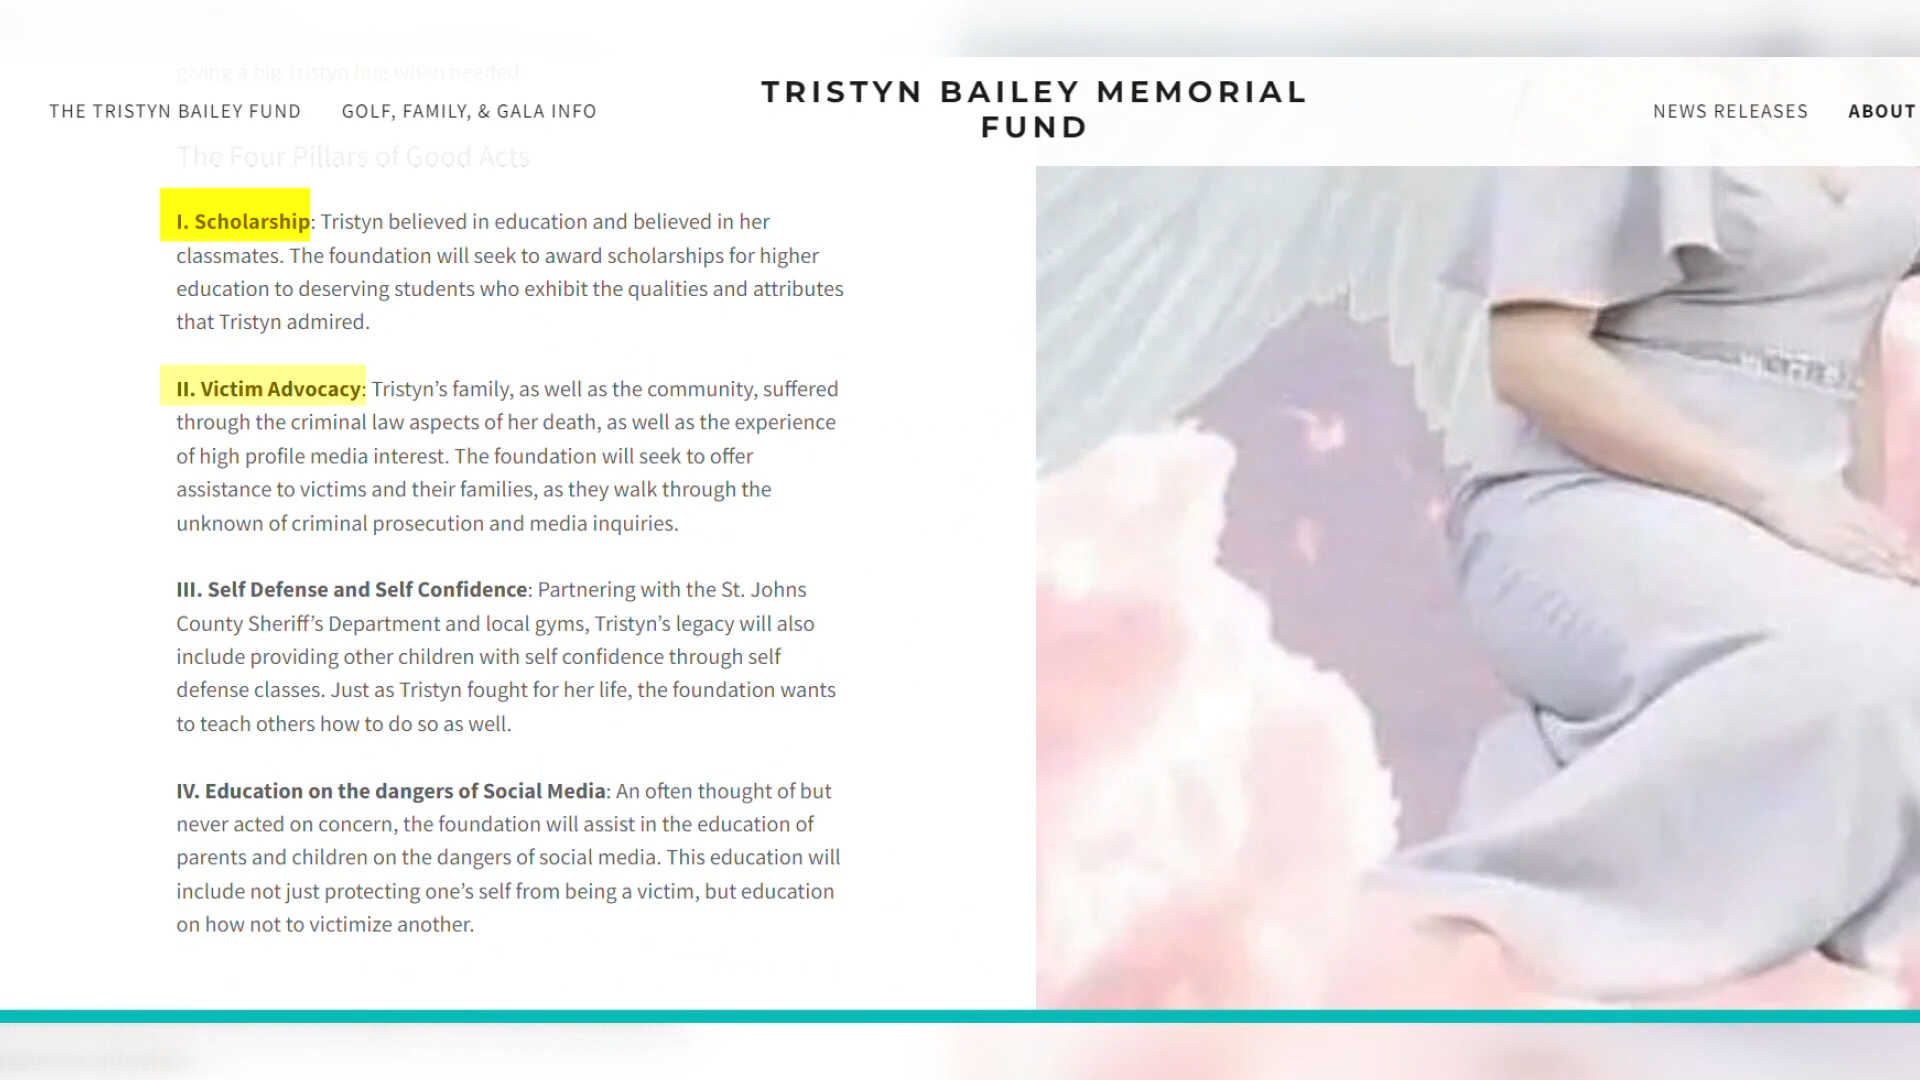 giving a big Tristyn hug when needed.
THE TRISTYN BAILEY FUND
GOLF, FAMILY, & GALA INFO
TRISTYN BAILEY MEMORIAL
FUND
NEWS RELEASES
ABOUT
The Four Pillars of Good Acts
I. Scholarship: Tristyn believed in education and believed in her
classmates. The foundation will seek to award scholarships for higher
education to deserving students who exhibit the qualities and attributes
that Tristyn admired.
II. Victim Advocacy: Tristyn’s family, as well as the community, suffered
through the criminal law aspects of her death, as well as the experience
of high profile media interest. The foundation will seek to offer
assistance to victims and their families, as they walk through the
unknown of criminal prosecution and media inquiries.
III. Self Defense and Self Confidence: Partnering with the St. Johns
County Sheriff’s Department and local gyms, Tristyn’s legacy will also
include providing other children with self confidence through self
defense classes. Just as Tristyn fought for her life, the foundation wants
to teach others how to do so as well.
IV. Education on the dangers of Social Media: An often thought of but
never acted on concern, the foundation will assist in the education of
parents and children on the dangers of social media. This education will
include not just protecting one’s self from being a victim, but education
on how not to victimize another.